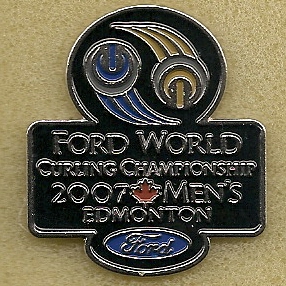 FORD WORLD
CURLING CHAMPIONSHIP
2007 MEN'S
EDMONTON
Ford